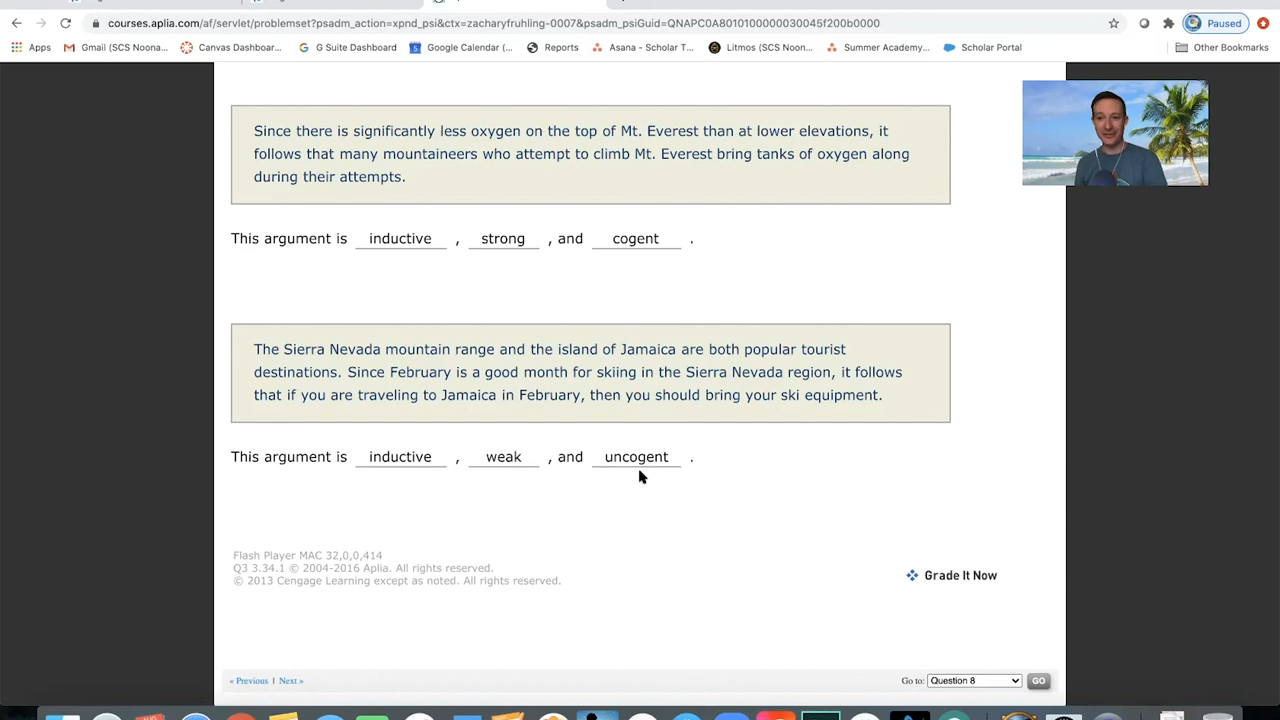 courses.aplia.com/af/servlet/problemset?psadm_action=xpnd_psi&ctx=zacharyfruhling-0007&psadm_psiGuid=QNAPC0A8010100000030045f200b0000
Paused
Apps
Gmail (SCS Noona...
Canvas Dashboar...
G Suite Dashboard
Google Calendar (...
Reports
Asana - Scholar T...
Litmos (SCS Noon...
Summer Academy...
Scholar Portal
Other Bookmarks
Since there is significantly less oxygen on the top of Mt. Everest than at lower elevations, it
follows that many mountaineers who attempt to climb Mt. Everest bring tanks of oxygen along
during their attempts.
This argument is inductive , strong , and cogent .
The Sierra Nevada mountain range and the island of Jamaica are both popular tourist
destinations. Since February is a good month for skiing in the Sierra Nevada region, it follows
that if you are traveling to Jamaica in February, then you should bring your ski equipment.
This argument is inductive , weak , and uncogent .
Flash Player MAC 32,0,0,414
Q3 3.34.1 © 2004-2016 Aplia. All rights reserved.
© 2013 Cengage Learning except as noted. All rights reserved.
Grade It Now
« Previous | Next »
Go to: Question 8 GO